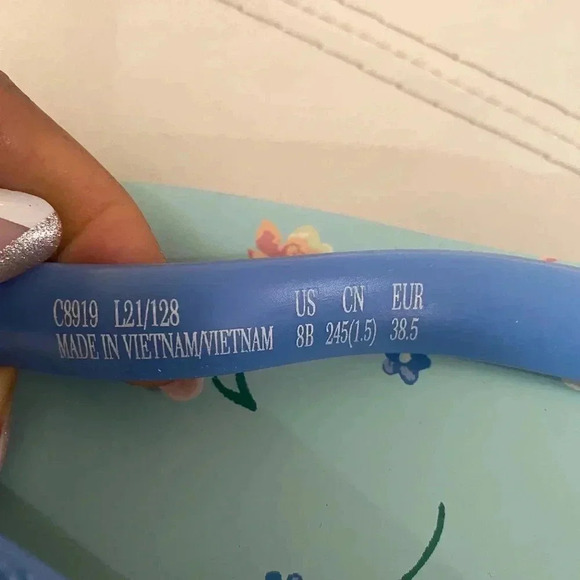 C8919 L21/128
MADE IN VIETNAM/VIETNAM
US CN EUR
8B 245(1.5) 38.5